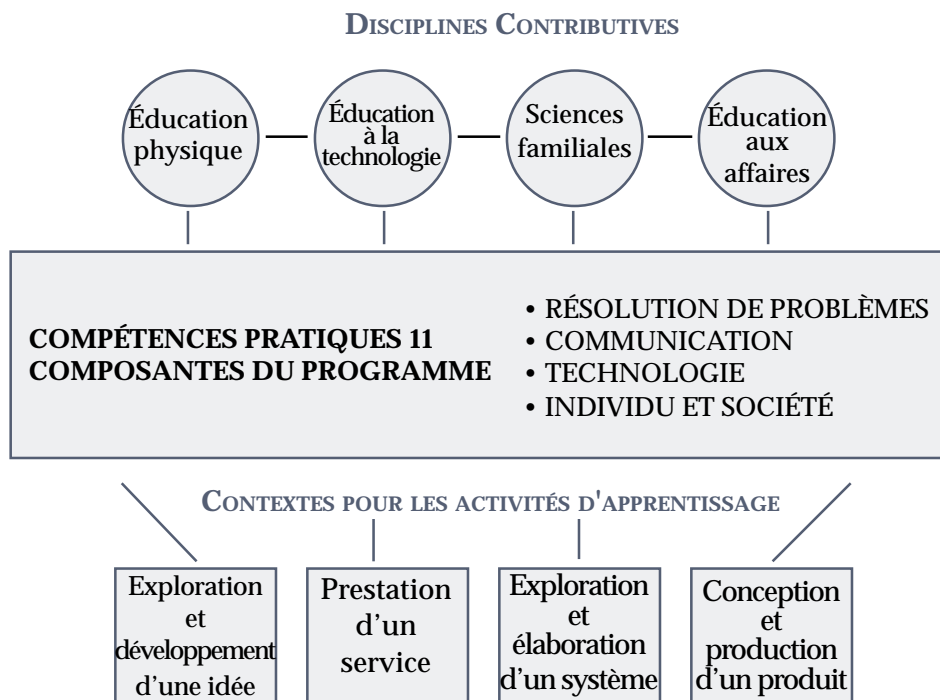 DISCIPLINES CONTRIBUTIVES
Éducation
physique
Éducation
à la
technologie
Sciences
familiales
Éducation
aux
affaires
COMPÉTENCES PRATIQUES 11
COMPOSANTES DU PROGRAMME
• RÉSOLUTION DE PROBLÈMES
• COMMUNICATION
• TECHNOLOGIE
• INDIVIDU ET SOCIÉTÉ
CONTEXTES POUR LES ACTIVITÉS D'APPRENTISSAGE
Exploration
et
développement
d'une idée
Prestation
d'un
service
Exploration
et
élaboration
d'un système
Conception
et
production
d'un produit